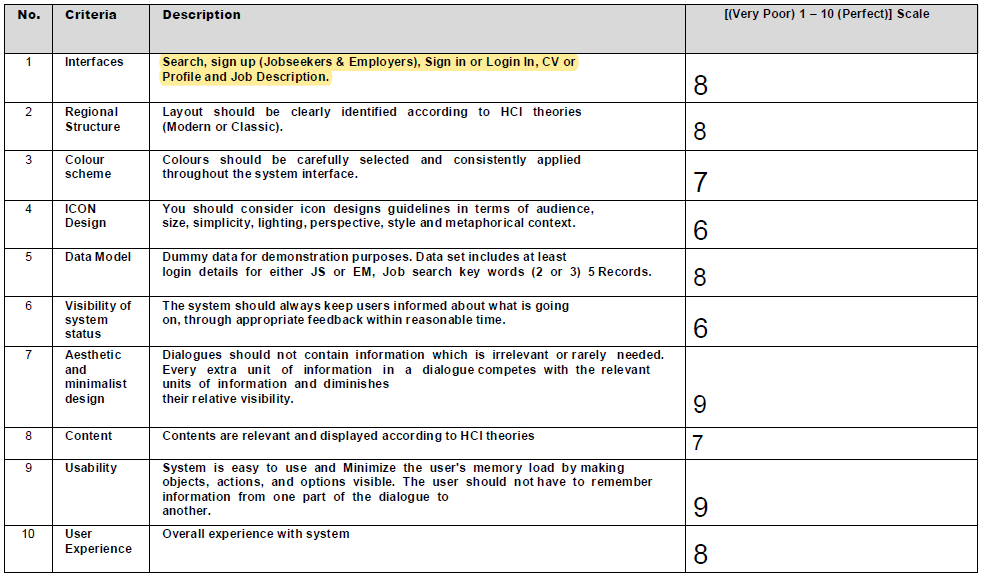 No. Criteria Description [(Very Poor) 1 – 10 (Perfect)] Scale
1 Interfaces Search, sign up (Jobseekers & Employers), Sign in or Login In, CV or
Profile and Job Description.
8
2 Regional Layout should be clearly identified according to HCI theories
Structure (Modern or Classic).
8
3 Colour Colours should be carefully selected and consistently applied
scheme throughout the system interface.
7
4 ICON You should consider icon designs guidelines in terms of audience,
Design size, simplicity, lighting, perspective, style and metaphorical context.
6
5 Data Model Dummy data for demonstration purposes. Data set includes at least
login details for either JS or EM, Job search key words (2 or 3) 5 Records.
8
6 Visibility of The system should always keep users informed about what is going
system on, through appropriate feedback within reasonable time.
status
6
7 Aesthetic Dialogues should not contain information which is irrelevant or rarely needed.
and Every extra unit of information in a dialogue competes with the relevant
minimalist units of information and diminishes
design their relative visibility.
9
8 Content Contents are relevant and displayed according to HCI theories
7
9 Usability System is easy to use and Minimize the user's memory load by making
objects, actions, and options visible. The user should not have to remember
information from one part of the dialogue to
another.
9
10 User Overall experience with system
Experience
8